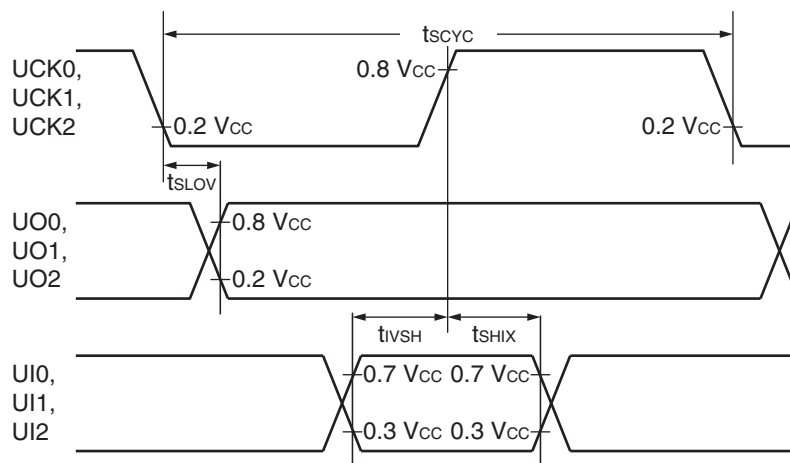 tSCYC
UCK0,
UCK1,
UCK2
0.8 VCC
0.2 VCC
0.2 VCC
tSLOV
UO0,
UO1,
UO2
0.8 VCC
0.2 VCC
tIVSH
tSHIX
UI0,
UI1,
UI2
0.7 VCC
0.7 VCC
0.3 VCC
0.3 VCC